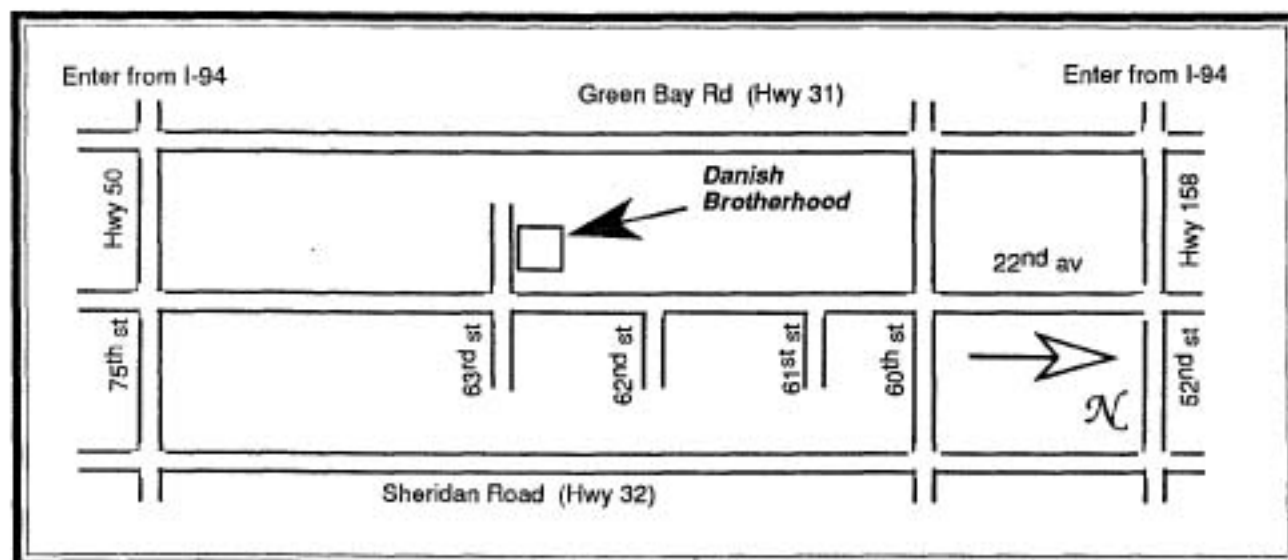 Enter from I-94
Enter from I-94
Green Bay Rd (Hwy 31)
Hwy 50
Danish
Brotherhood
Hwy 158
22nd av
75th st
63rd st
62nd st
61st st
60th st
52nd st
N
Sheridan Road (Hwy 32)